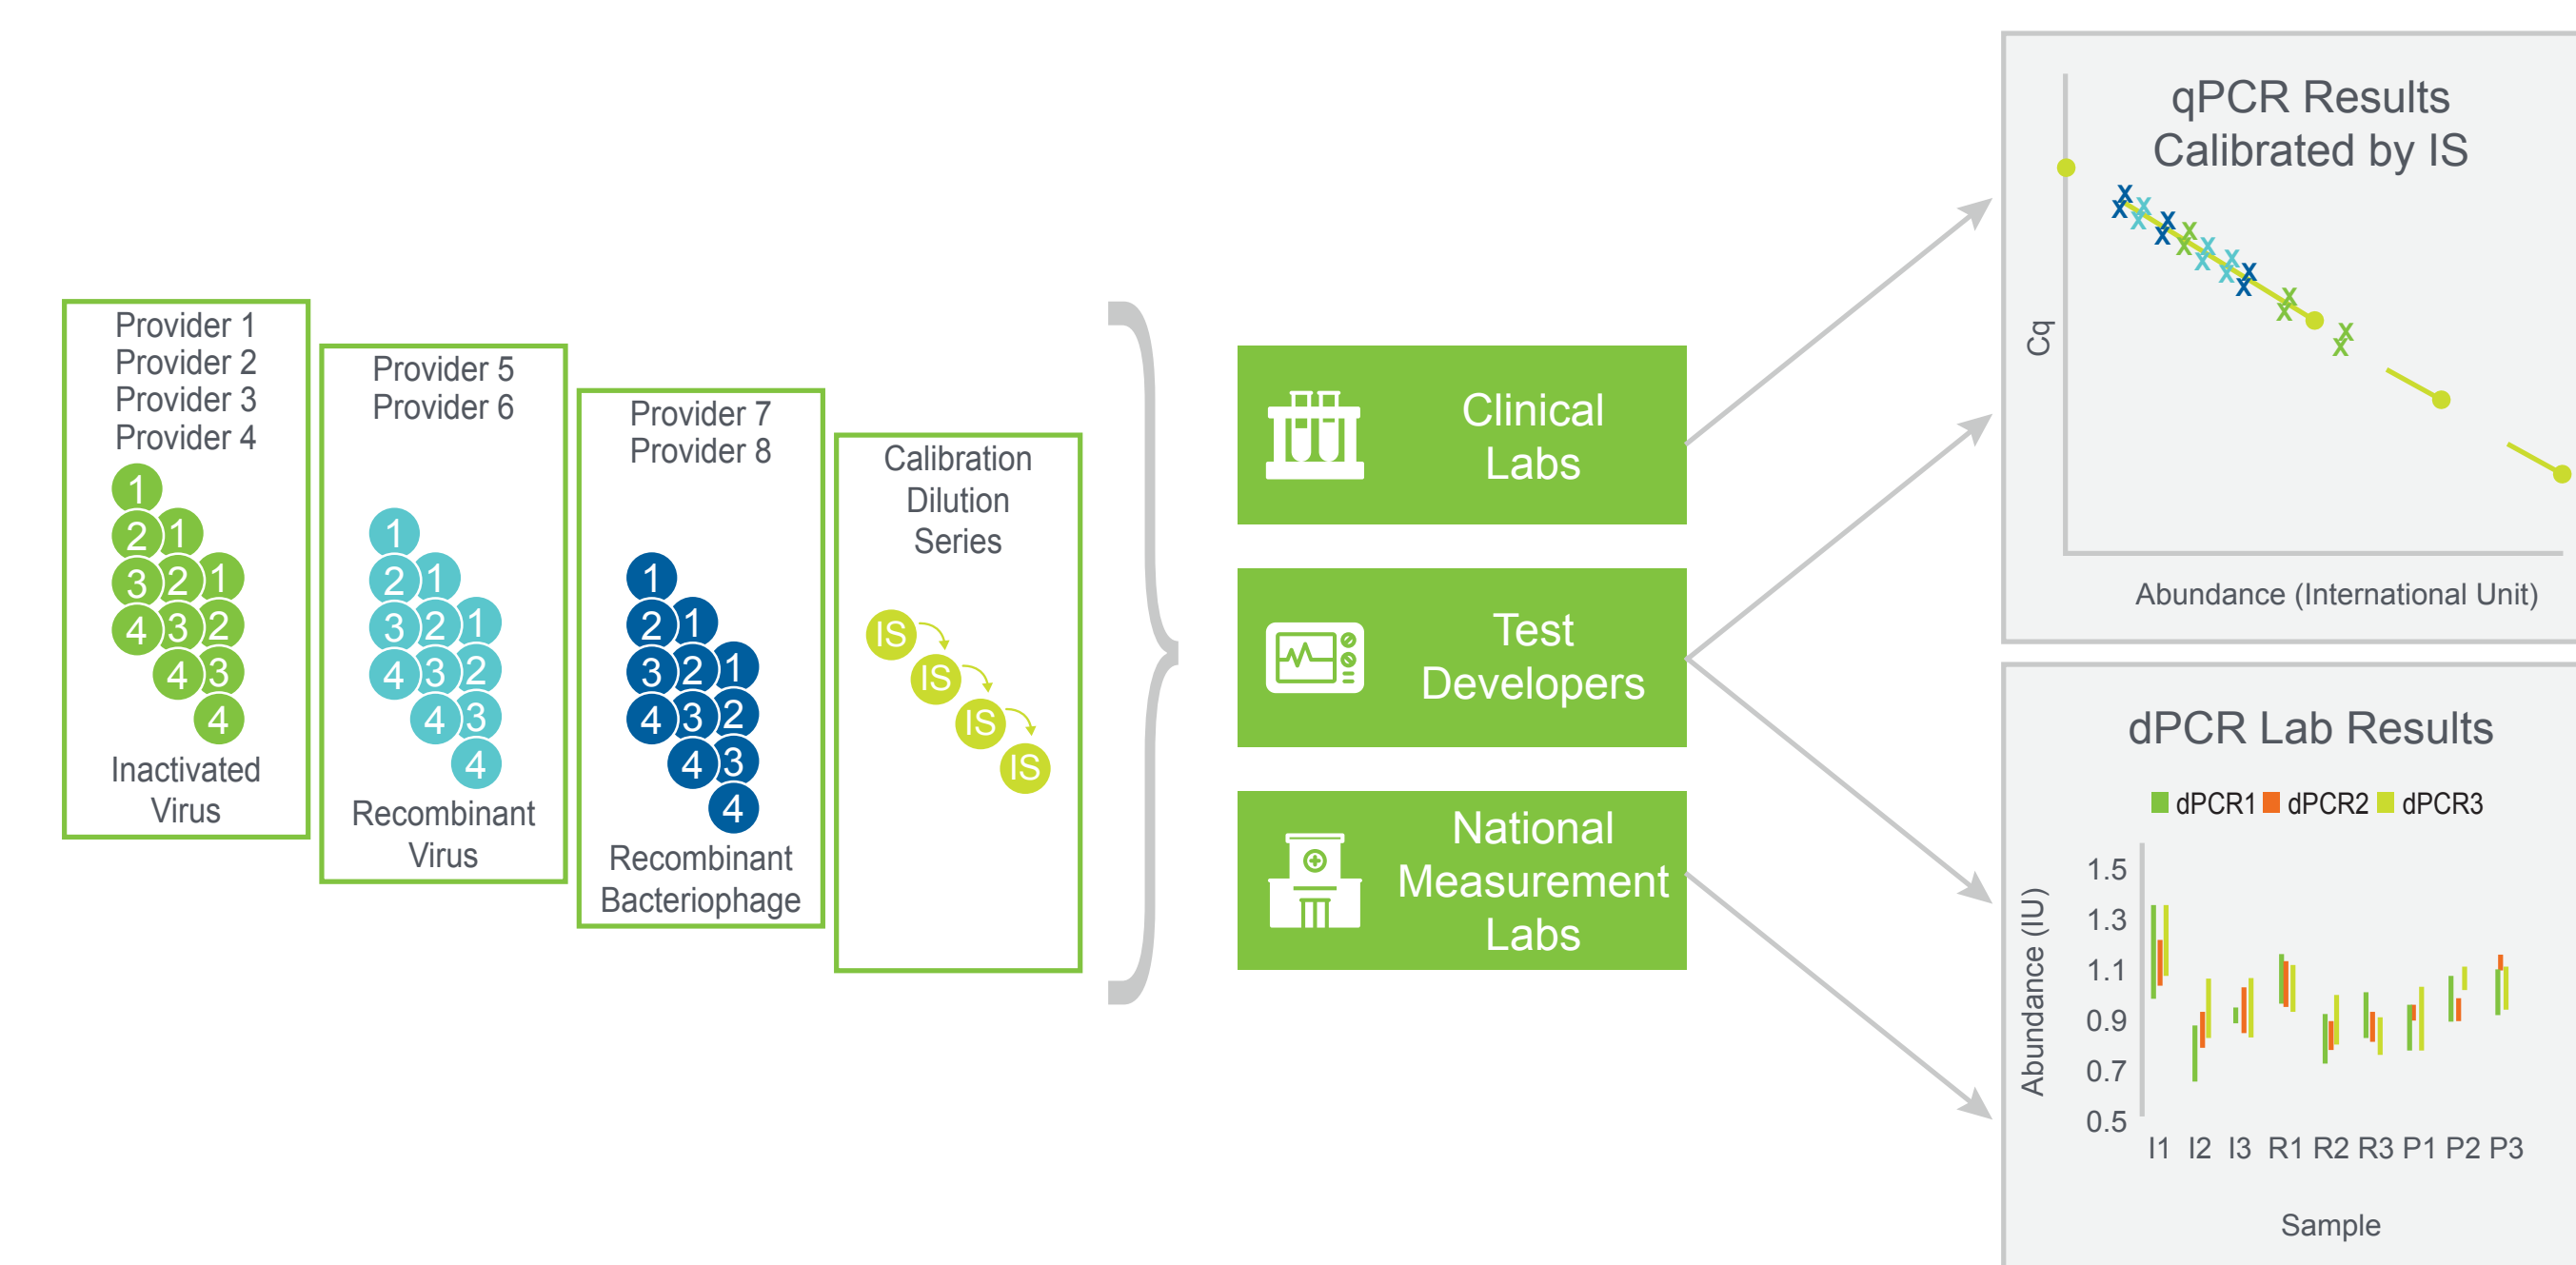 Provider 1
Provider 2
Provider 3
Provider 4
1
2 1
3 2 1
4 3 2
4 3
4
Inactivated
Virus
Provider 5
Provider 6
1
2 1
3 2 1
4 3 2
4 3
4
Recombinant
Virus
Provider 7
Provider 8
1
2 1
3 2 1
4 3 2
4 3
4
Recombinant
Bacteriophage
Calibration
Dilution
Series
IS
IS
IS
IS
Clinical
Labs
Test
Developers
National
Measurement
Labs
qPCR Results
Calibrated by IS
Cq
Abundance (International Unit)
dPCR Lab Results
dPCR1 dPCR2 dPCR3
Abundance (IU)
1.5
1.3
1.1
0.9
0.7
0.5
I1 I2 I3 R1 R2 R3 P1 P2 P3
Sample